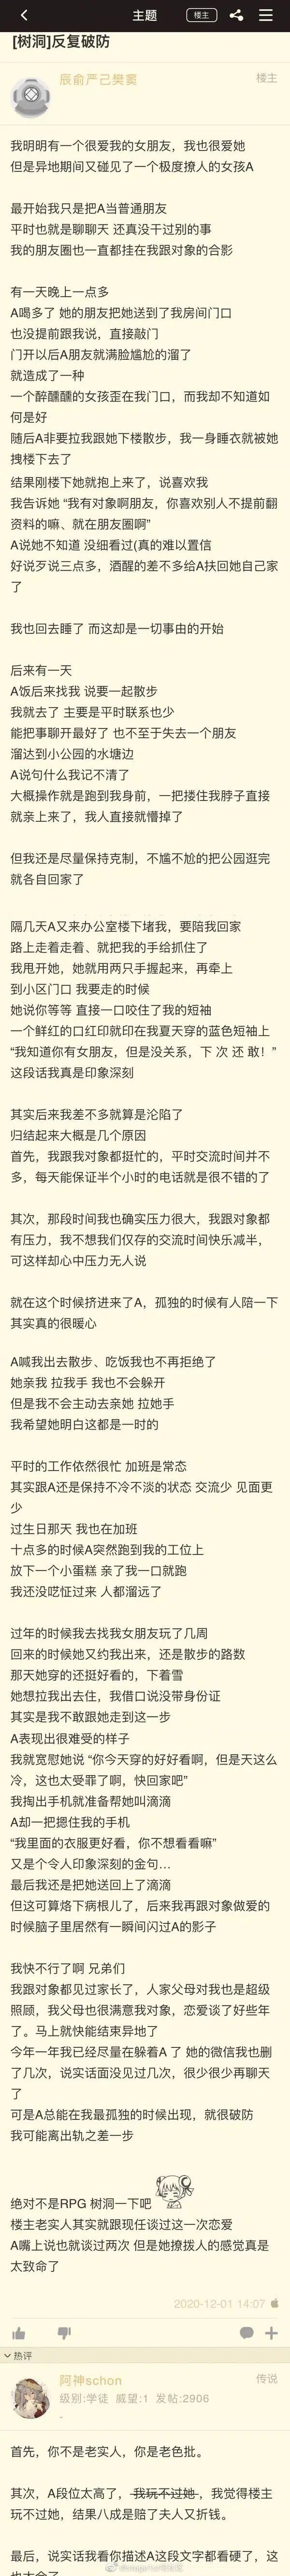 主题
楼主
[树洞]反复破防
辰俞严己樊窦
楼主
我明明有一个很爱我的女朋友，我也很爱她
但是异地期间又碰见了一个极度撩人的女孩A
最开始我只是把A当普通朋友
平时也就是聊聊天 还真没干过别的事
我的朋友圈也一直都挂在我跟对象的合影
有一天晚上一点多
A喝多了 她的朋友把她送到了我房间门口
也没提前跟我说，直接敲门
门开以后A朋友就满脸尴尬的溜了
就造成了一种
一个醉醺醺的女孩歪在我门口，而我却不知道如
何是好
随后A非要拉我跟她下楼散步，我一身睡衣就被她
拽楼下去了
结果刚楼下她就抱上来了，说喜欢我
我告诉她 “我有对象啊朋友，你喜欢别人不提前翻
资料的嘛、就在朋友圈啊”
A说她不知道 没细看过(真的难以置信
好说歹说三点多，酒醒的差不多给A扶回她自己家
了
我也回去睡了 而这却是一切事由的开始
后来有一天
A饭后来找我 说要一起散步
我就去了 主要是平时联系也少
能把事聊开最好了 也不至于失去一个朋友
溜达到小公园的水塘边
A说句什么我记不清了
大概操作就是跑到我身前，一把搂住我脖子直接
就亲上来了，我人直接就懵掉了
但我还是尽量保持克制，不尴不尬的把公园逛完
就各自回家了
隔几天A又来办公室楼下堵我，要陪我回家
路上走着走着、就把我的手给抓住了
我甩开她，她就用两只手握起来，再牵上
到小区门口 我要走的时候
她说你等等 直接一口咬住了我的短袖
一个鲜红的口红印就印在我夏天穿的蓝色短袖上
“我知道你有女朋友，但是没关系，下 次 还 敢！”
这段话我真是印象深刻
其实后来我差不多就算是沦陷了
归结起来大概是几个原因
首先，我跟我对象都挺忙的，平时交流时间并不
多，每天能保证半个小时的电话就是很不错的了
其次，那段时间我也确实压力很大，我跟对象都
有压力，我不想我们仅存的交流时间快乐减半，
可这样却心中压力无人说
就在这个时候挤进来了A，孤独的时候有人陪一下
其实真的很暖心
A喊我出去散步、吃饭我也不再拒绝了
她亲我 拉我手 我也不会躲开
但是我不会主动去亲她 拉她手
我希望她明白这都是一时的
平时的工作依然很忙 加班是常态
其实跟A还是保持不冷不淡的状态 交流少 见面更
少
过生日那天 我也在加班
十点多的时候A突然跑到我的工位上
放下一个小蛋糕 亲了我一口就跑
我还没呓怔过来 人都溜远了
过年的时候我去找我女朋友玩了几周
回来的时候她又约我出来，还是散步的路数
那天她穿的还挺好看的，下着雪
她想拉我出去住，我借口说没带身份证
其实是我不敢跟她走到这一步
A表现出很难受的样子
我就宽慰她说 “你今天穿的好好看啊，但是天这么
冷，这也太受罪了啊，快回家吧”
我掏出手机就准备帮她叫滴滴
A却一把摁住我的手机
“我里面的衣服更好看，你不想看看嘛”
又是个令人印象深刻的金句…
最后我还是把她送回上了滴滴
但这可算烙下病根儿了，后来我再跟对象做爱的
时候脑子里居然有一瞬间闪过A的影子
我快不行了啊 兄弟们
我跟对象都见过家长了，人家父母对我也是超级
照顾，我父母也很满意我对象，恋爱谈了好些年
了。马上就快能结束异地了
今年一年我已经尽量在躲着A 了 她的微信我也删
了几次，说实话面没见过几次，很少很少再聊天
了
可是A总能在我最孤独的时候出现，就很破防
我可能离出轨之差一步
绝对不是RPG 树洞一下吧
楼主老实人其实就跟现任谈过这一次恋爱
A嘴上说也就谈过两次 但是她撩拨人的感觉真是
太致命了
2020-12-01 14:07
热评
阿神schon
传说
级别:学徒 威望:1 发帖:2906
-
首先，你不是老实人，你是老色批。
其次，A段位太高了，我玩不过她，我觉得楼主
玩不过她，结果八成是赔了夫人又折钱。
最后，说实话我看你描述A这段文字都看硬了，这